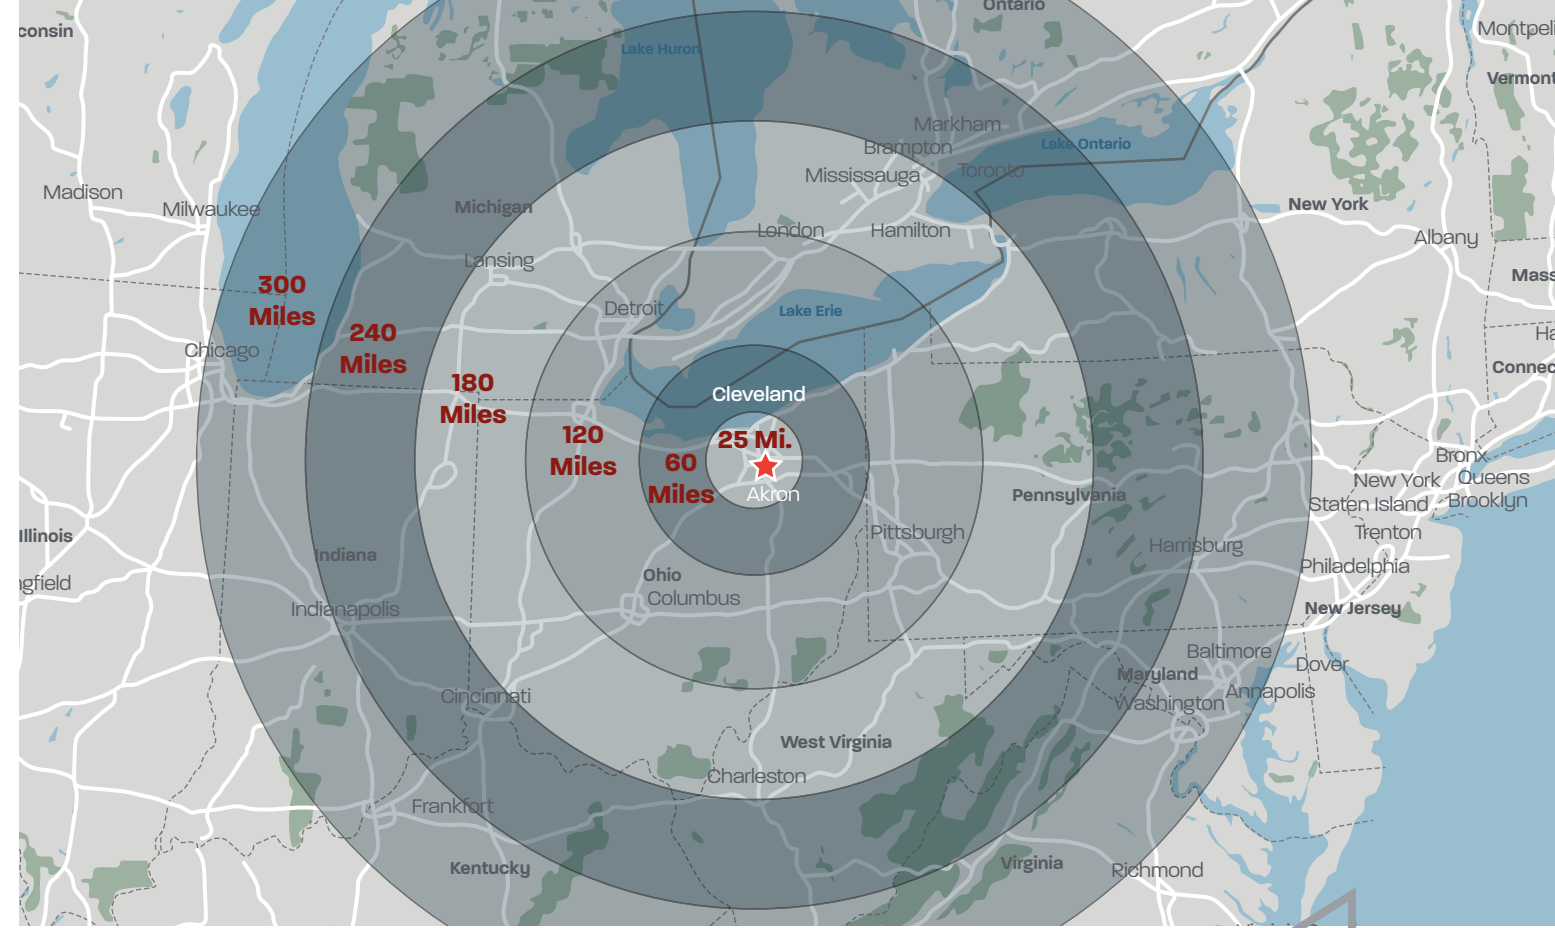 Ontario
consin
Montpeli
Lake Huron
Vermont
Markham
Brampton
Lake Ontario
Mississauga
Toronto
Madison
Milwaukee
Michigan
New York
London
Hamilton
Albany
Lansing
Mass
300
Miles
Detroit
Lake Erie
240
Miles
Ha
Chicago
Connec
180
Miles
Cleveland
120
Miles
25 Mi.
60
Miles
Akron
Bronx
New York
Queens
Pennsylvania
Staten Island
Brooklyn
Illinois
Pittsburgh
Trenton
Indiana
Harrisburg
Philadelphia
ngfield
Ohio
Columbus
Indianapolis
New Jersey
Baltimore
Dover
Maryland
Annapolis
Cincinnati
Washington
West Virginia
Charleston
Frankfort
Kentucky
Virginia
Richmond